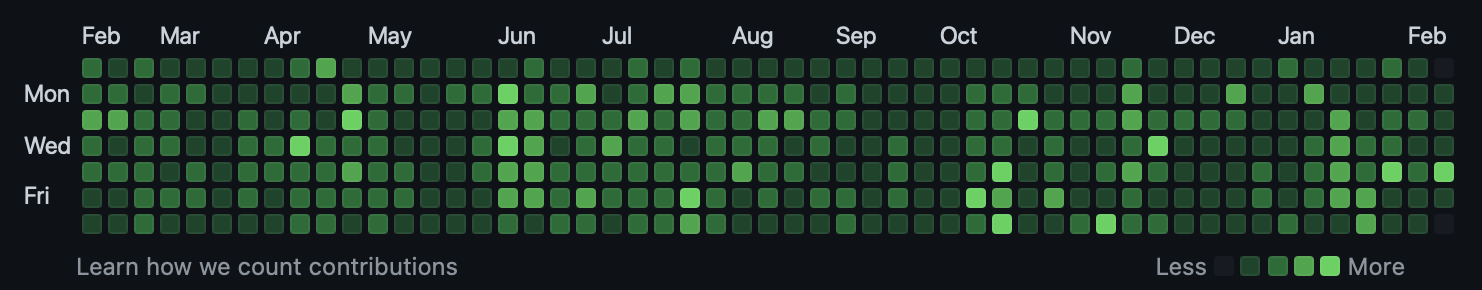 Feb Mar Apr May Jun Jul Aug Sep Oct Nov Dec Jan Feb
Mon
Wed
Fri
Learn how we count contributions
Less More